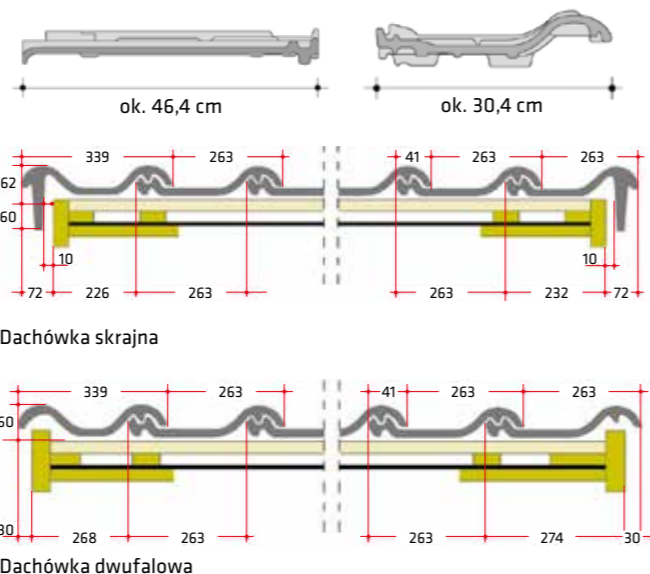 ok. 46,4 cm
ok. 30,4 cm
339 263 41 263 263
62
60
10 10
72 226 263 263 232 72
Dachówka skrajna
339 263 41 263 263
60
30 268 263 263 274 30
Dachówka dwufalowa